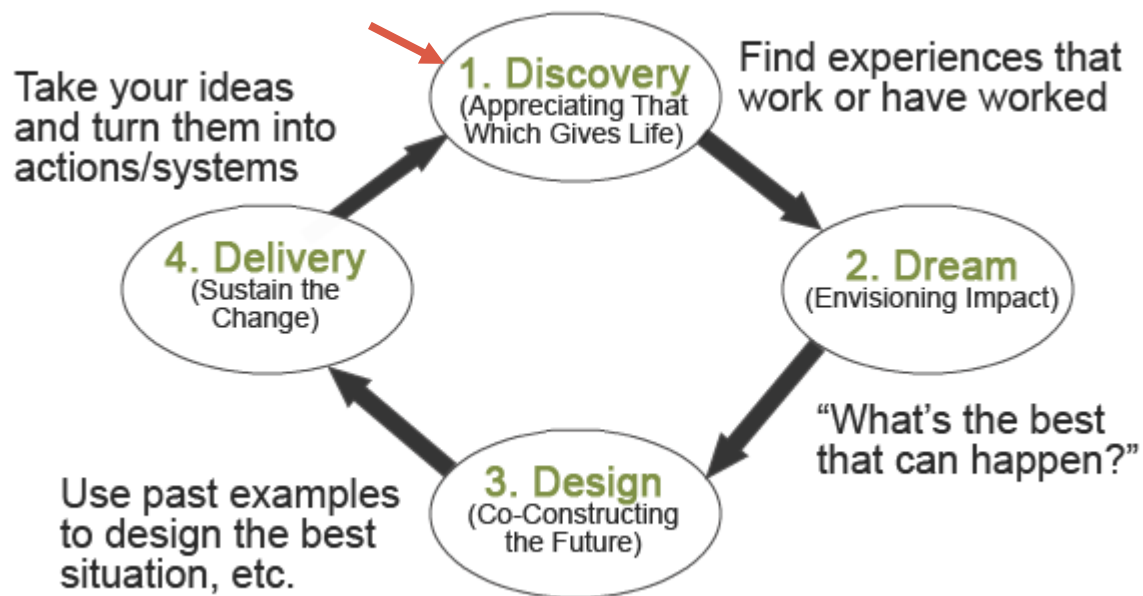 1. Discovery
(Appreciating That
Which Gives Life)
Find experiences that
work or have worked
2. Dream
(Envisioning Impact)
“What’s the best
that can happen?”
3. Design
(Co-Constructing
the Future)
Use past examples
to design the best
situation, etc.
4. Delivery
(Sustain the
Change)
Take your ideas
and turn them into
actions/systems